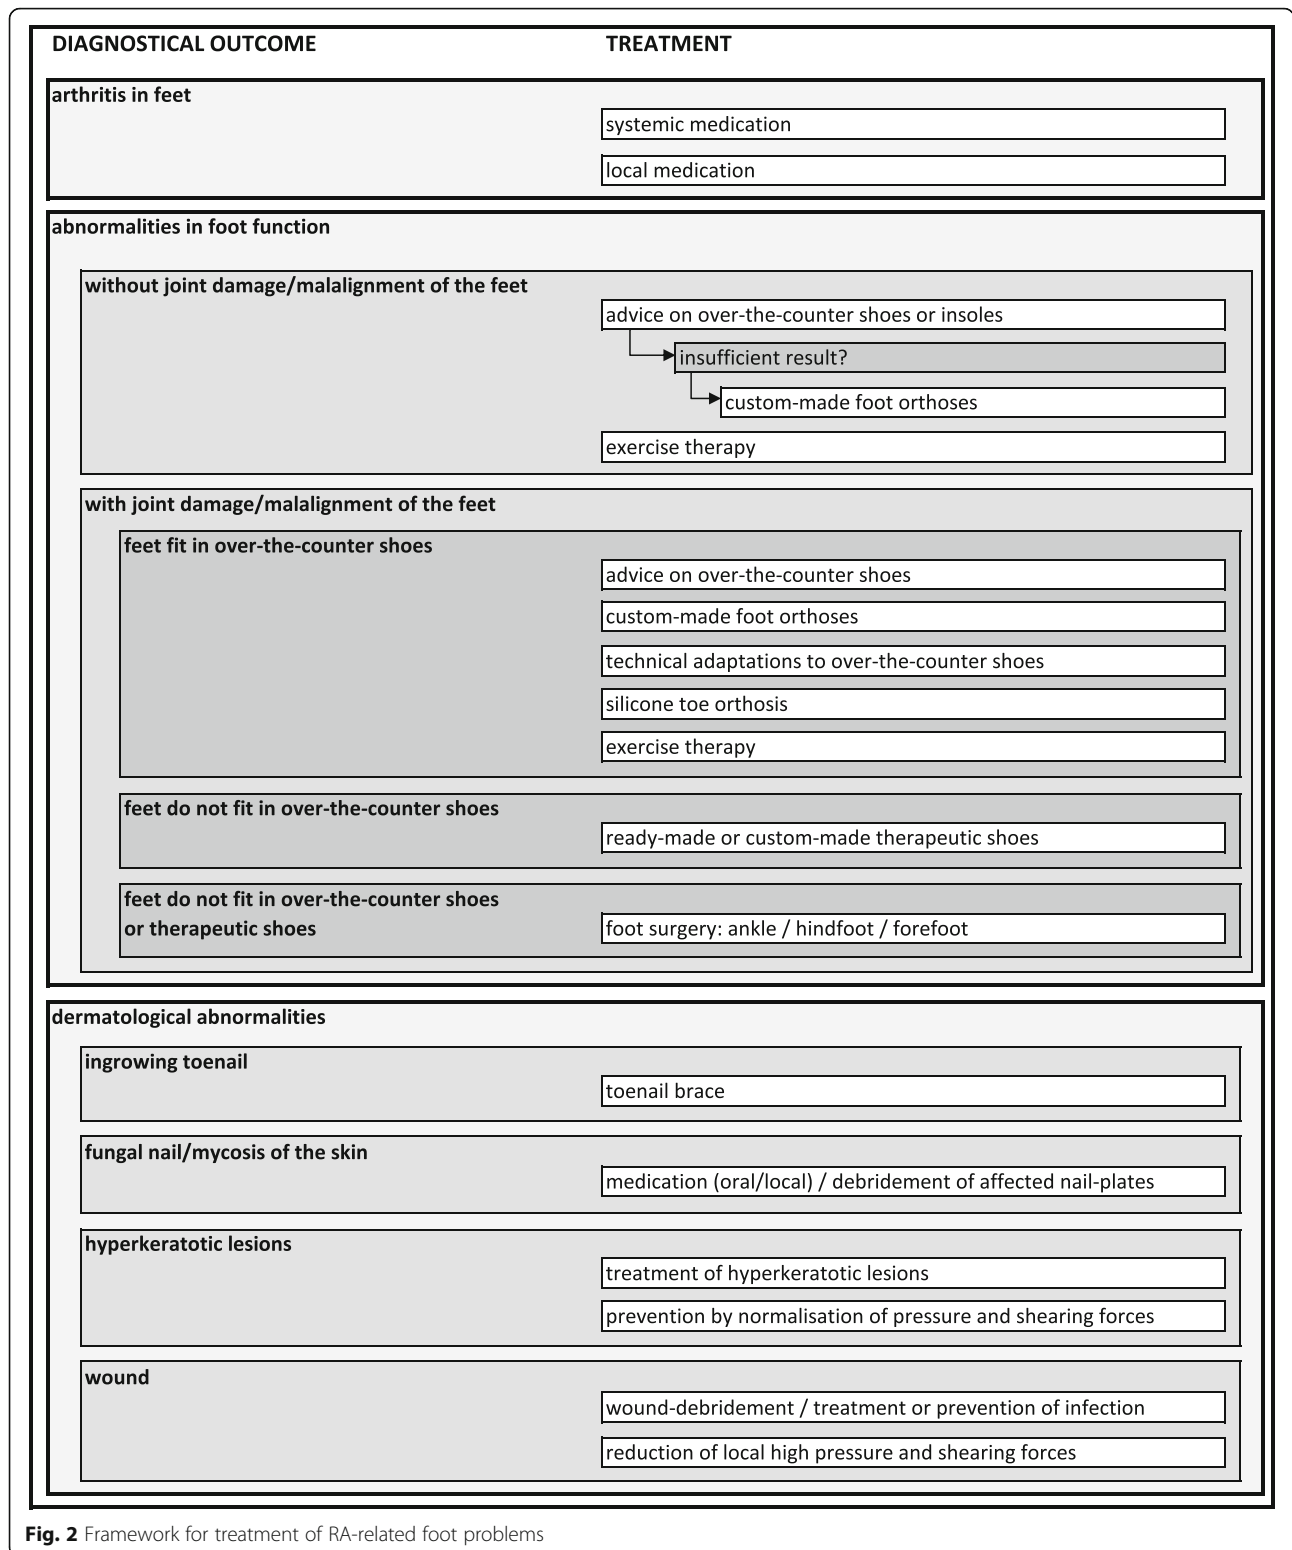 DIAGNOSTICAL OUTCOME TREATMENT
arthritis in feet
systemic medication
local medication
abnormalities in foot function
without joint damage/malalignment of the feet
advice on over-the-counter shoes or insoles
insufficient result?
custom-made foot orthoses
exercise therapy
with joint damage/malalignment of the feet
feet fit in over-the-counter shoes
advice on over-the-counter shoes
custom-made foot orthoses
technical adaptations to over-the-counter shoes
silicone toe orthosis
exercise therapy
feet do not fit in over-the-counter shoes
ready-made or custom-made therapeutic shoes
feet do not fit in over-the-counter shoes
or therapeutic shoes
foot surgery: ankle / hindfoot / forefoot
dermatological abnormalities
ingrowing toenail
toenail brace
fungal nail/mycosis of the skin
medication (oral/local) / debridement of affected nail-plates
hyperkeratotic lesions
treatment of hyperkeratotic lesions
prevention by normalisation of pressure and shearing forces
wound
wound-debridement / treatment or prevention of infection
reduction of local high pressure and shearing forces
Fig. 2 Framework for treatment of RA-related foot problems